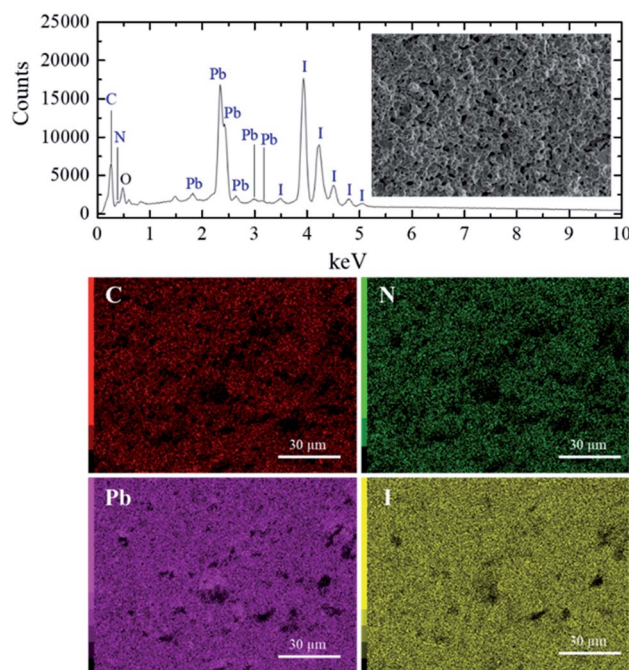 25000
20000
15000
10000
5000
0
Counts
C
N
O
Pb
Pb
Pb
Pb
Pb
Pb
I
I
I
I
I
I
0 1 2 3 4 5 6 7 8 9 10
keV
C
30 μm
N
30 μm
Pb
30 μm
I
30 μm